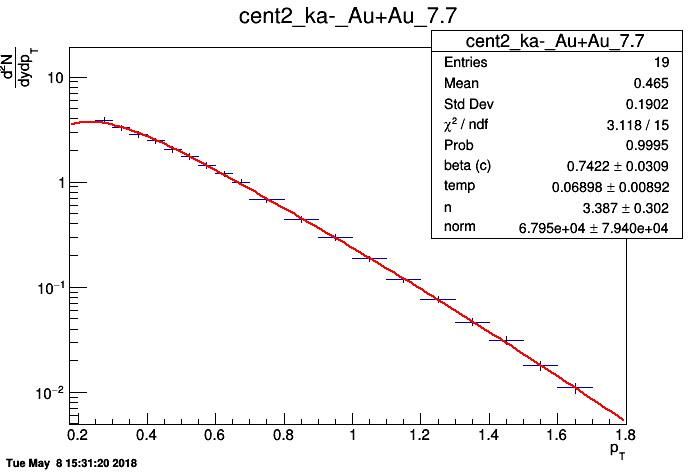 cent2_ka-_Au+Au_7.7
d²N
dydp_T
cent2_ka-_Au+Au_7.7
Entries 19
Mean 0.465
Std Dev 0.1902
χ² / ndf 3.118 / 15
Prob 0.9995
beta (c) 0.7422 ± 0.0309
temp 0.06898 ± 0.00892
n 3.387 ± 0.302
norm 6.795e+04 ± 7.940e+04
10
1
10⁻¹
10⁻²
0.2 0.4 0.6 0.8 1 1.2 1.4 1.6 1.8
p_T
Tue May 8 15:31:20 2018